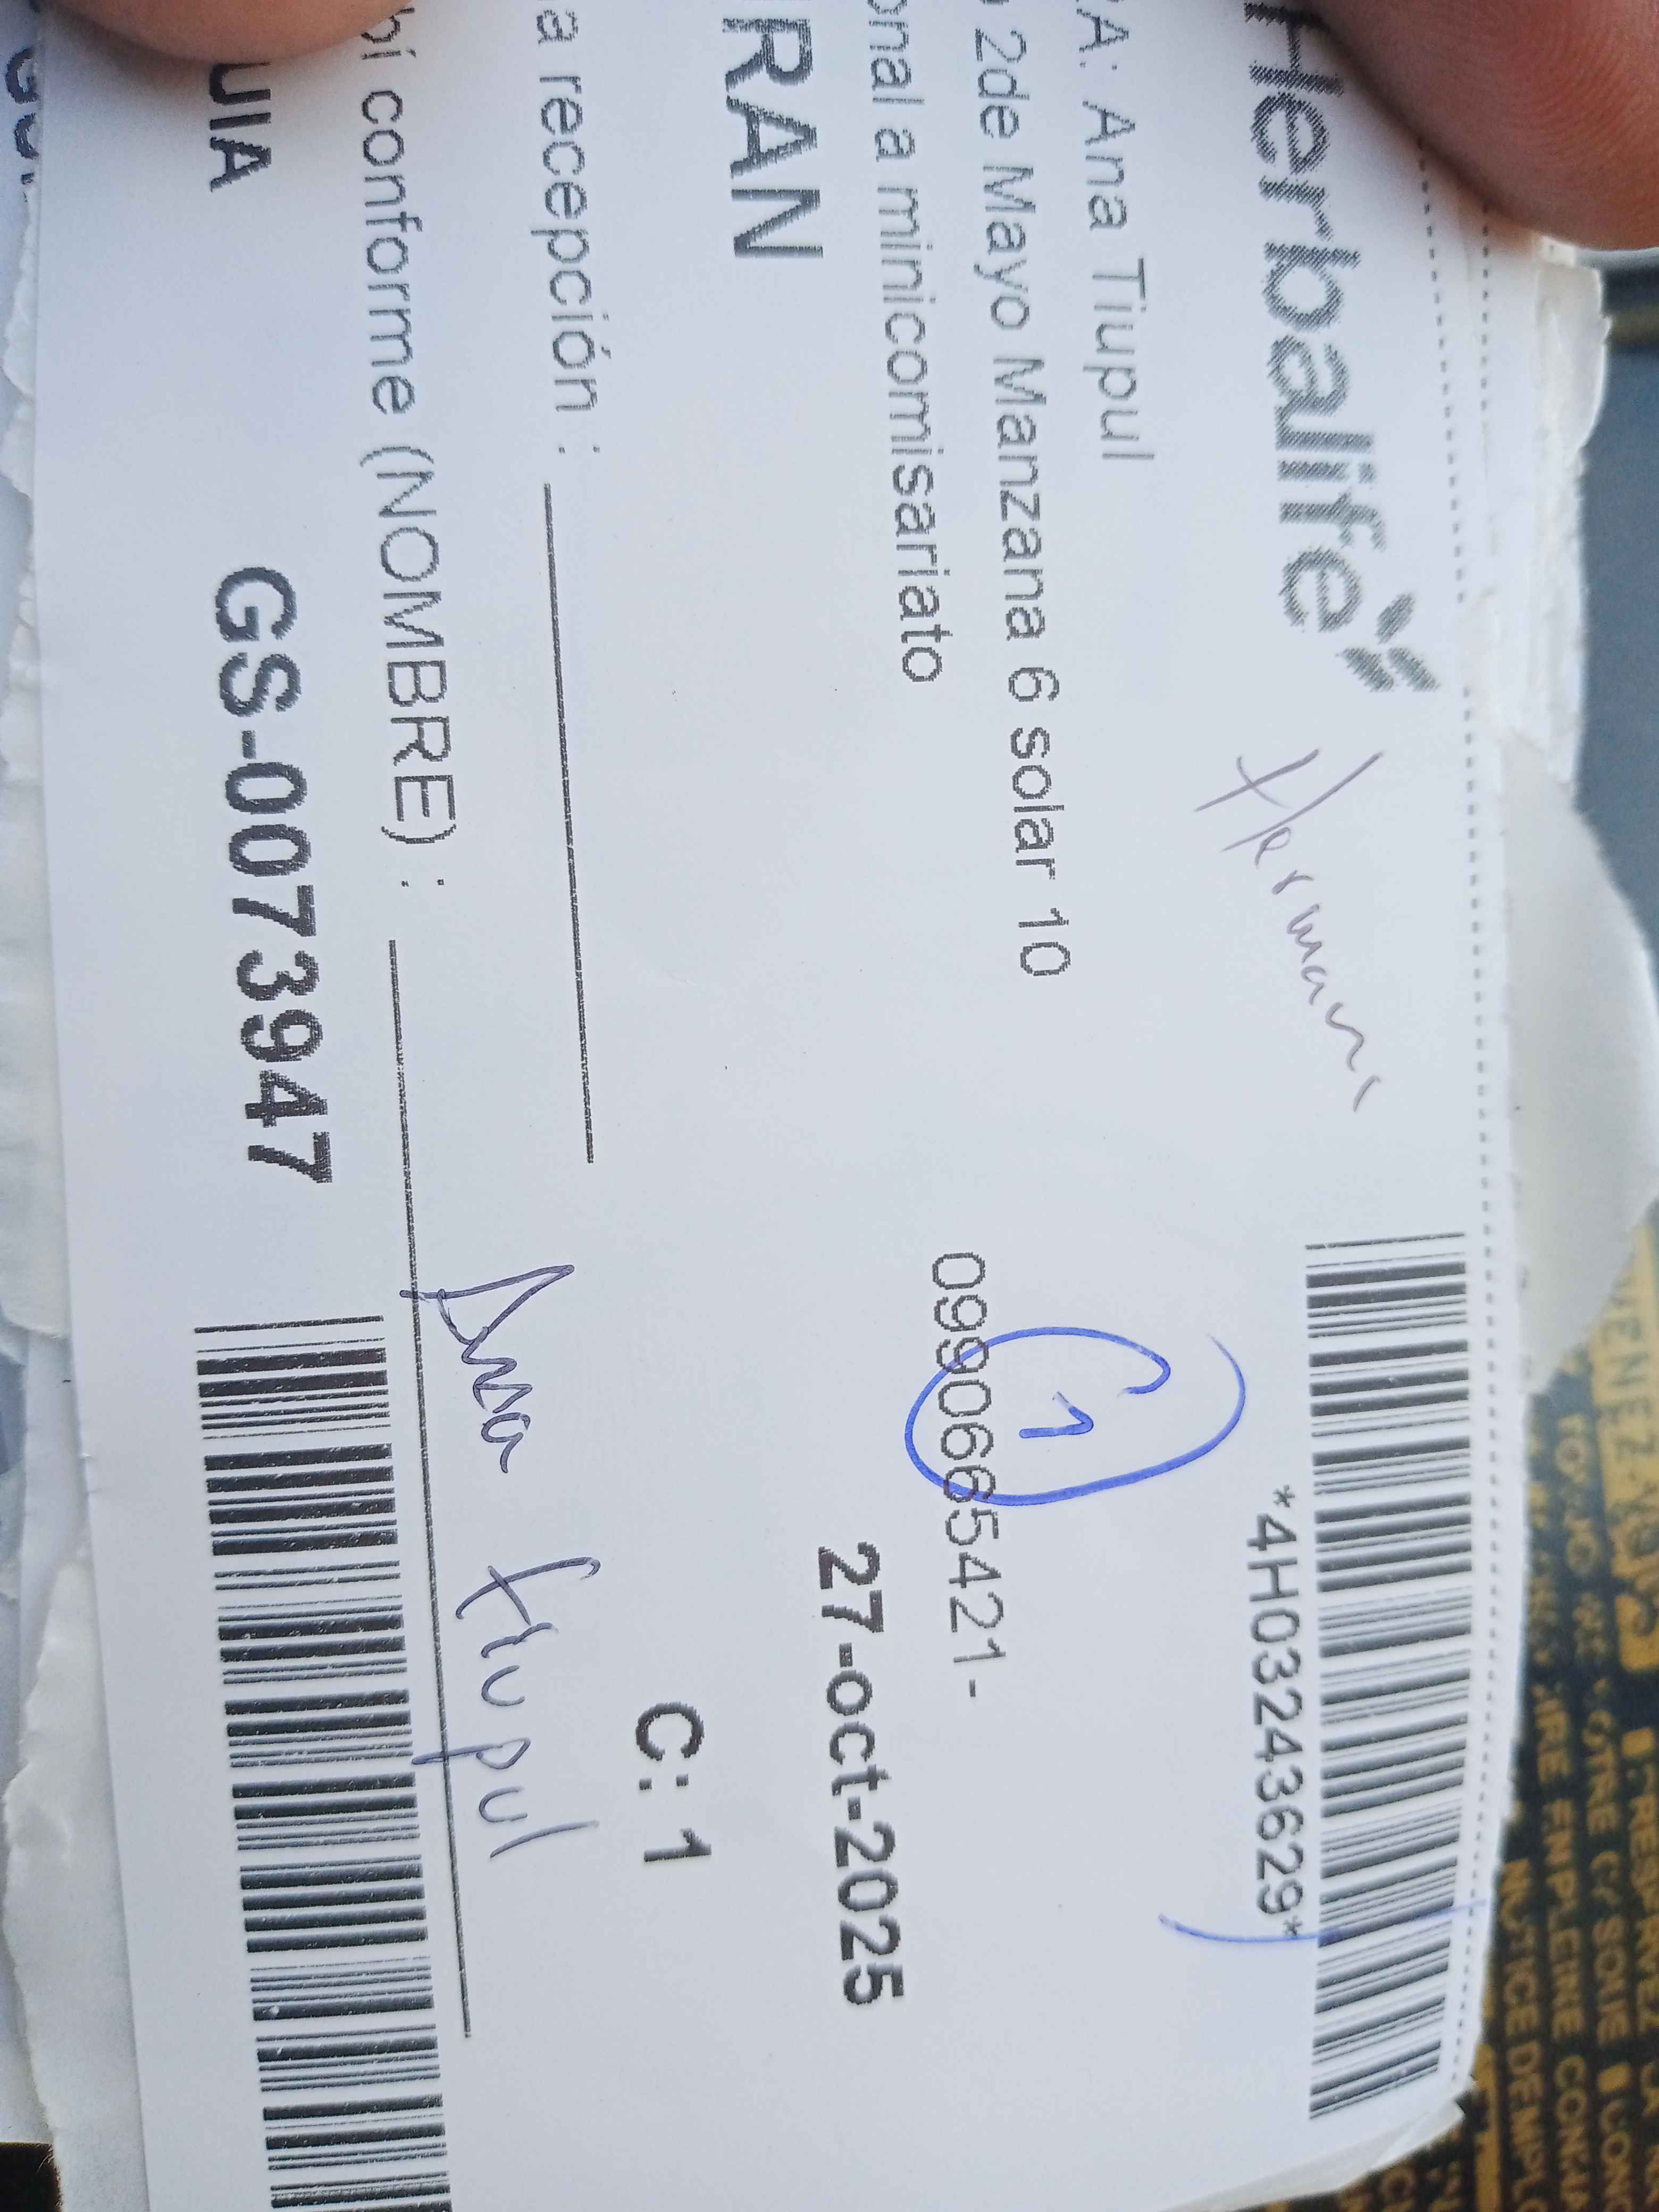 Herbalife
Hermana
*4H03243629*
A: Ana Tiupul
2de Mayo Manzana 6 solar 10
1
0990665421-
onal a minicomisariato
27-oct-2025
RAN
C: 1
a recepción :
bí conforme (NOMBRE) : Ana tiupul
UIA GS-0073947